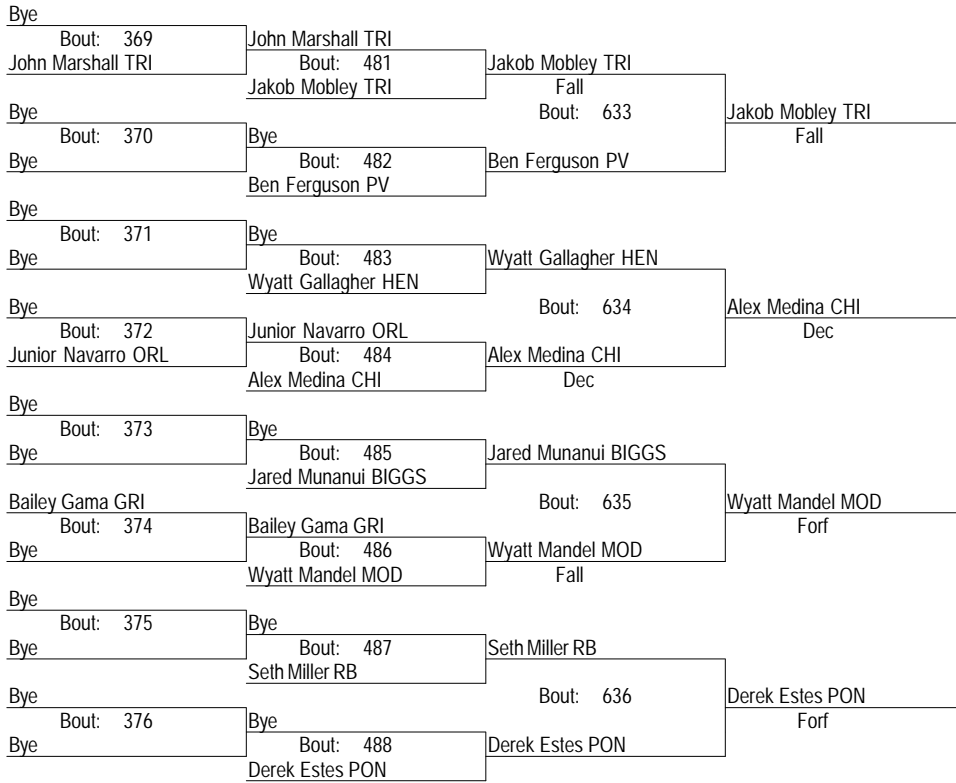 Bye
Bout: 369
John Marshall TRI
John Marshall TRI
Bout: 481
Jakob Mobley TRI
Jakob Mobley TRI
Fall
Bout: 633
Jakob Mobley TRI
Fall
Bye
Bout: 370
Bye
Bye
Bout: 482
Ben Ferguson PV
Ben Ferguson PV
Bye
Bout: 371
Bye
Bye
Bout: 483
Wyatt Gallagher HEN
Wyatt Gallagher HEN
Bout: 634
Alex Medina CHI
Dec
Bye
Bout: 372
Junior Navarro ORL
Junior Navarro ORL
Bout: 484
Alex Medina CHI
Alex Medina CHI
Dec
Bye
Bout: 373
Bye
Bye
Bout: 485
Jared Munanui BIGGS
Jared Munanui BIGGS
Bout: 635
Wyatt Mandel MOD
Forf
Bailey Gama GRI
Bout: 374
Bye
Bailey Gama GRI
Bout: 486
Wyatt Mandel MOD
Wyatt Mandel MOD
Fall
Bye
Bout: 375
Bye
Bye
Bout: 487
Seth Miller RB
Seth Miller RB
Bout: 636
Derek Estes PON
Forf
Bye
Bout: 376
Bye
Bye
Bout: 488
Derek Estes PON
Derek Estes PON